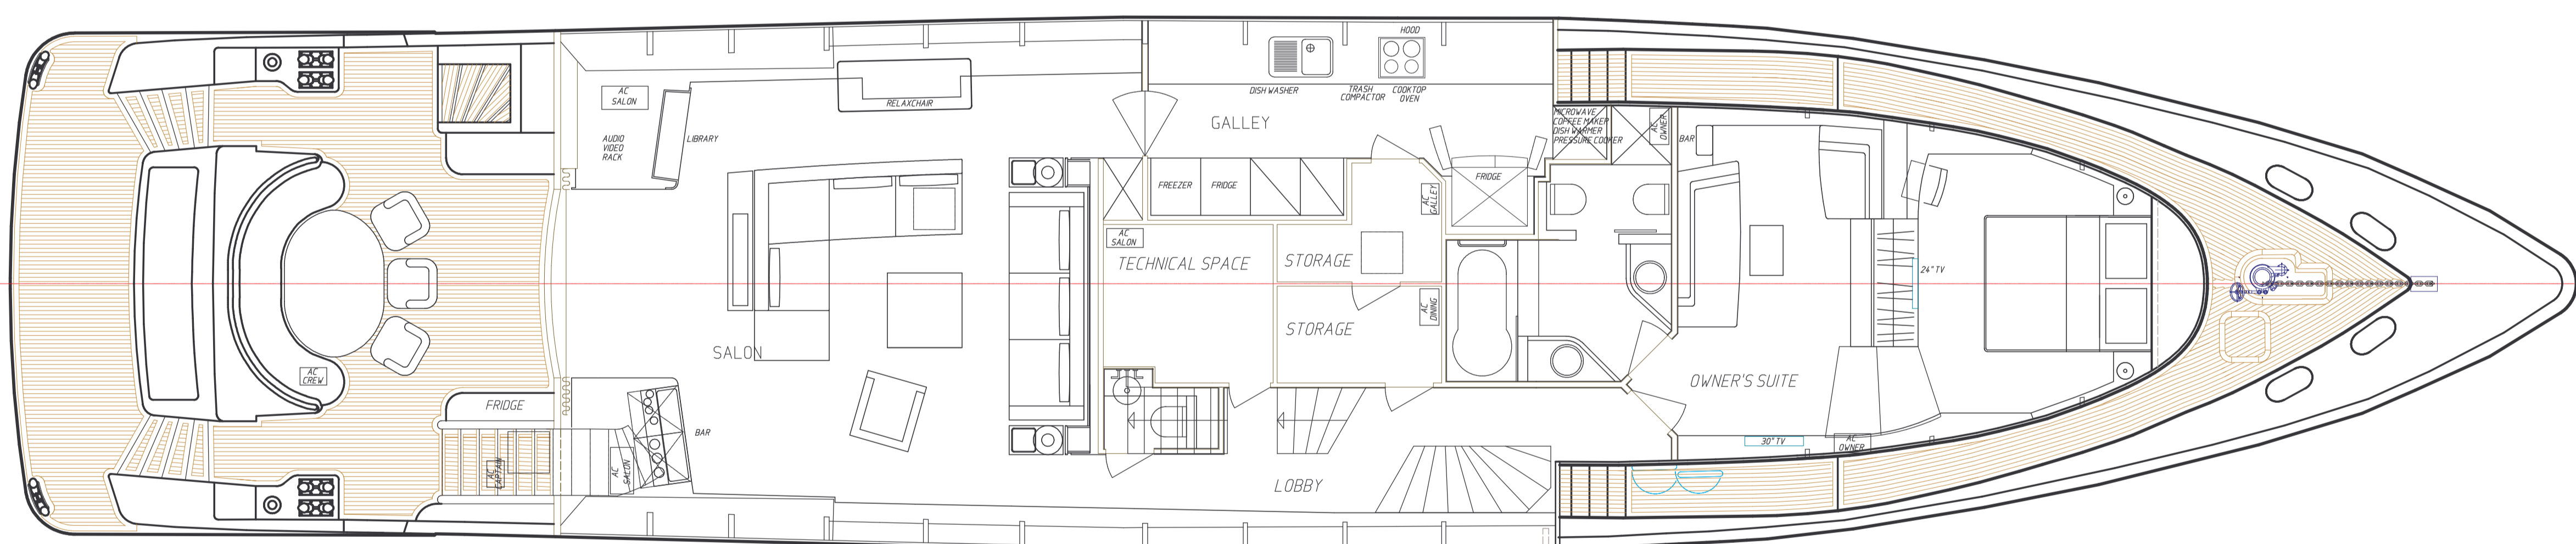 HOOD
DISH WASHER
TRASH
COMPACTOR
COOKTOP
OVEN
AC
SALON
RELAXCHAIR
AUDIO
VIDEO
RACK
LIBRARY
GALLEY
MICROWAVE
COFFEE MAKER
DISH WARMER
PRESSURE COOKER
AC
OWNER
BAR
FREEZER
FRIDGE
FRIDGE
AC
GALLEY
AC
SALON
TECHNICAL SPACE
STORAGE
24" TV
AC
DINING
STORAGE
SALON
AC
CREW
OWNER'S SUITE
FRIDGE
BAR
30" TV
AC
OWNER
AC
CAPTAIN
AC
SALON
LOBBY